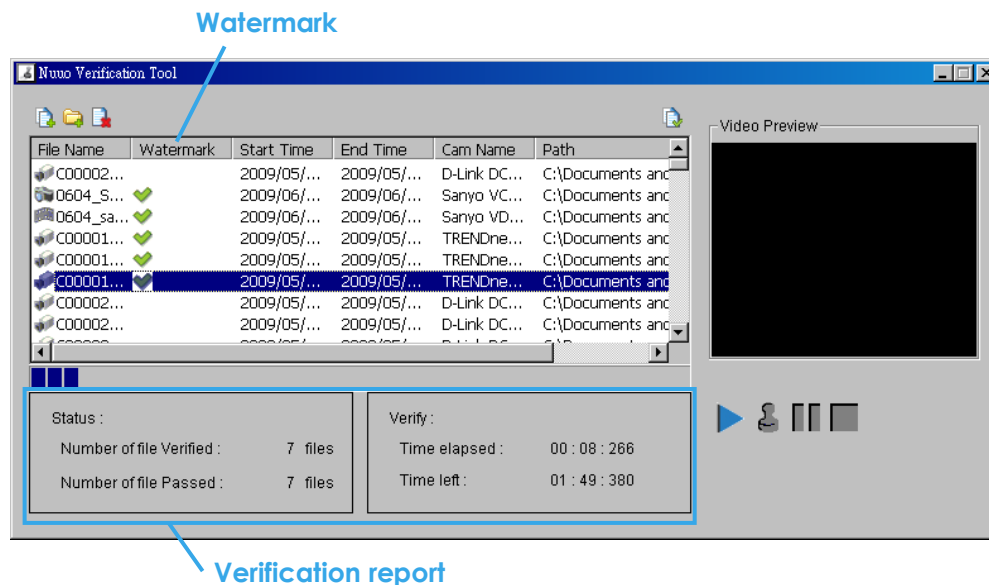 Watermark
Nuuo Verification Tool
Video Preview
File Name Watermark Start Time End Time Cam Name Path
C00002... 2009/05/... 2009/05/... D-Link DC... C:\Documents and
0604_S... 2009/06/... 2009/06/... Sanyo VC... C:\Documents and
0604_sa... 2009/06/... 2009/06/... Sanyo VD... C:\Documents and
C00001... 2009/05/... 2009/05/... TRENDne... C:\Documents and
C00001... 2009/05/... 2009/05/... TRENDne... C:\Documents and
C00001... 2009/05/... 2009/05/... TRENDne... C:\Documents and
C00002... 2009/05/... 2009/05/... D-Link DC... C:\Documents and
C00002... 2009/05/... 2009/05/... D-Link DC... C:\Documents and
Status :
Number of file Verified : 7 files
Number of file Passed : 7 files
Verify :
Time elapsed : 00 : 08 : 266
Time left : 01 : 49 : 380
Verification report